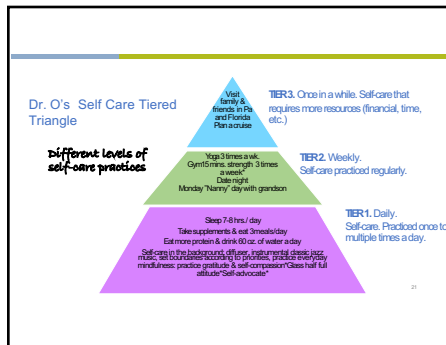 Dr. O's Self Care Tiered
Triangle
Different levels of
self-care practices
Visit
family &
friends in Pa
and Florida
Plan a cruise
TIER 3. Once in a while. Self-care that
requires more resources (financial, time,
etc.)
Yoga 3 times a wk.
Gym15 mins. strength 3 times
a week*
Date night
Monday "Nanny" day with grandson
TIER 2. Weekly.
Self-care practiced regularly.
Sleep 7-8 hrs./ day
Take supplements & eat 3meals/day
Eat more protein & drink 60 oz. of water a day
Self-care in the background, diffuser, instrumental classic jazz
music, set boundaries according to priorities, practice everyday
mindfulness: practice gratitude & self-compassion*Glass half full
attitude*Self-advocate*
TIER 1. Daily.
Self-care. Practiced once to
multiple times a day.
21